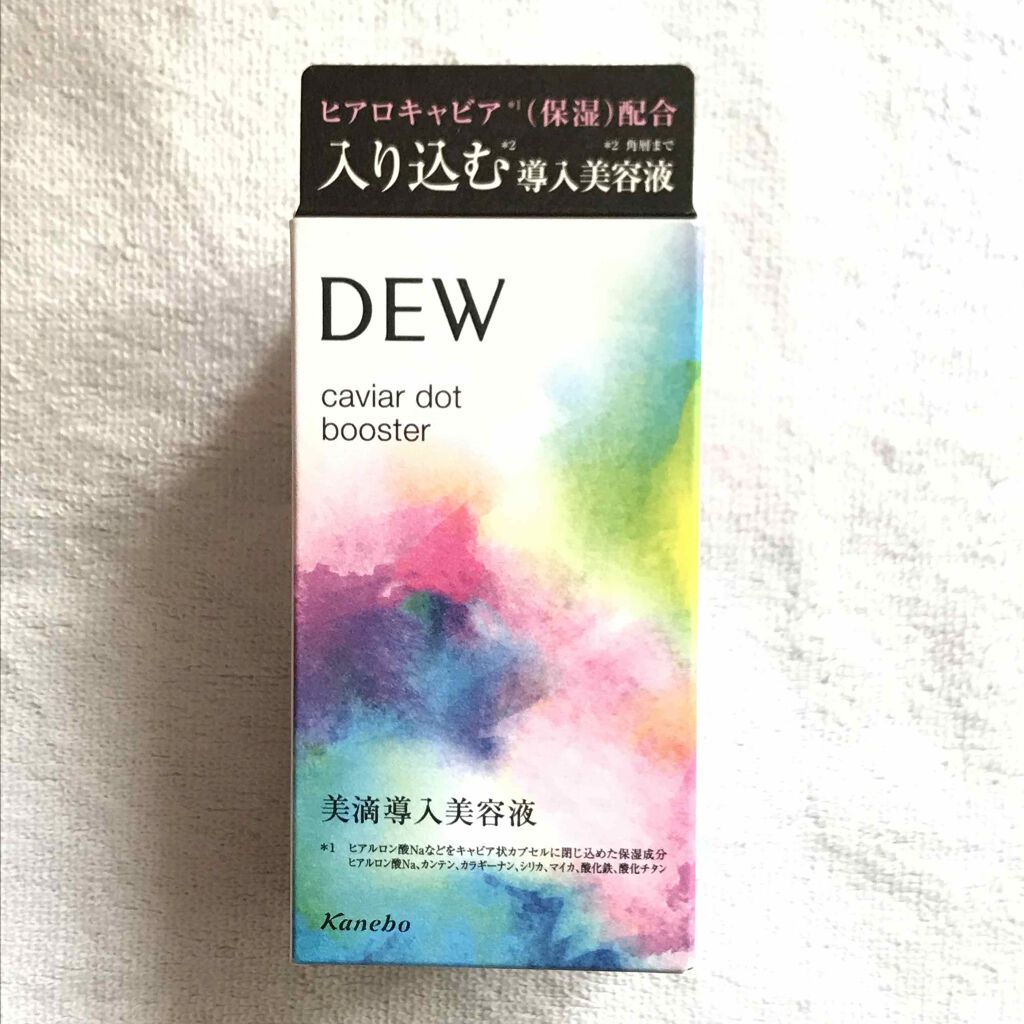 ヒアロキャビア*1(保湿)配合
入り込む*2 導入美容液
*2 角層まで
DEW
caviar dot
booster
美滴導入美容液
*1 ヒアルロン酸Naなどをキャビア状カプセルに閉じ込めた保湿成分
ヒアルロン酸Na、カンテン、カラギーナン、シリカ、マイカ、酸化鉄、酸化チタン
Kanebo